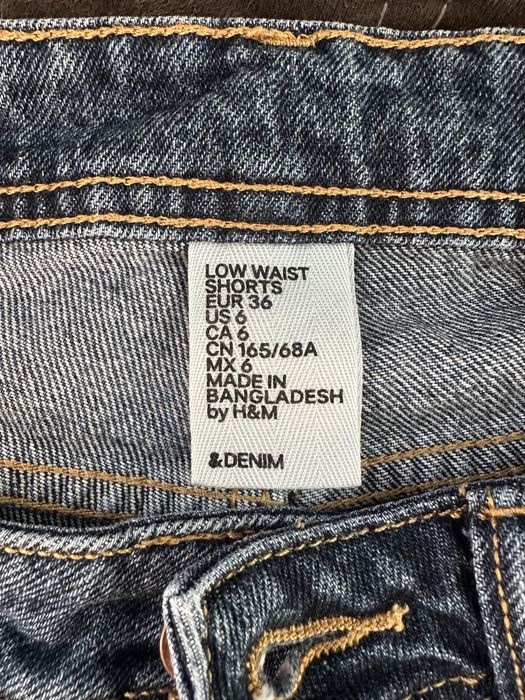 LOW WAIST
SHORTS
EUR 36
US 6
CA 6
CN 165/68A
MX 6
MADE IN
BANGLADESH
by H&M
&DENIM